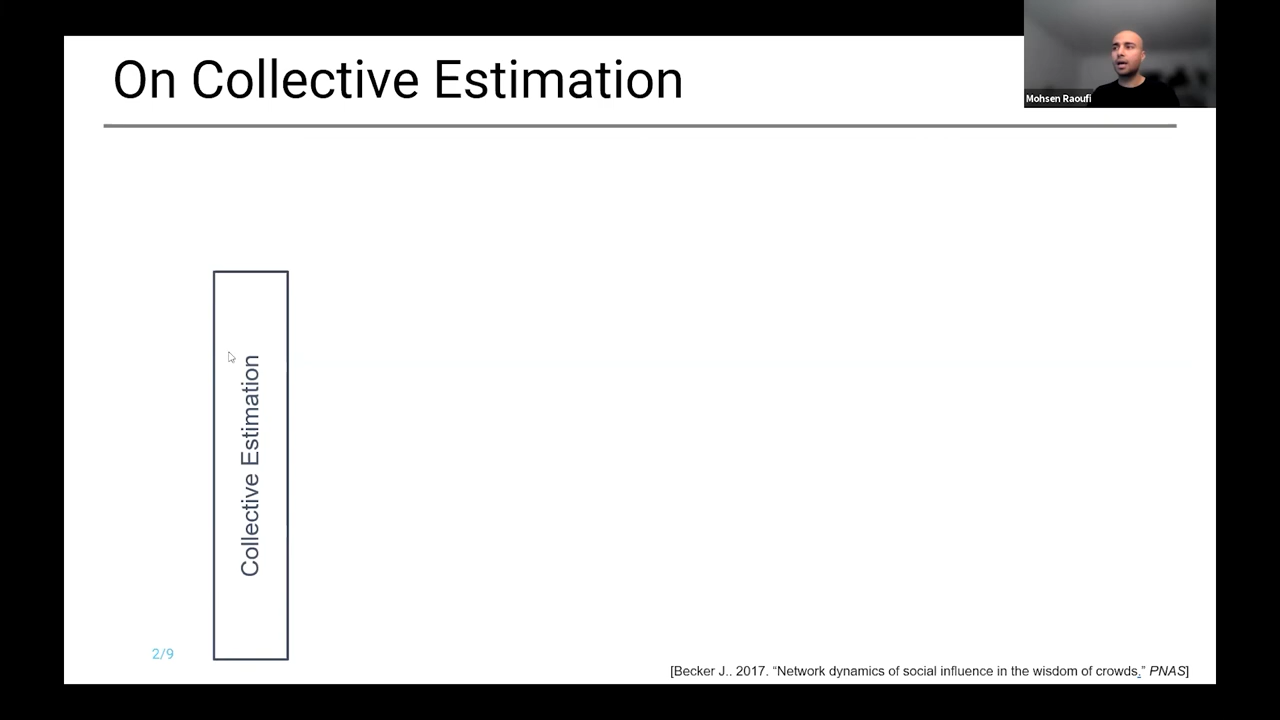 On Collective Estimation
Mohsen Raoufi
Collective Estimation
2/9
[Becker J.. 2017. “Network dynamics of social influence in the wisdom of crowds.” PNAS]